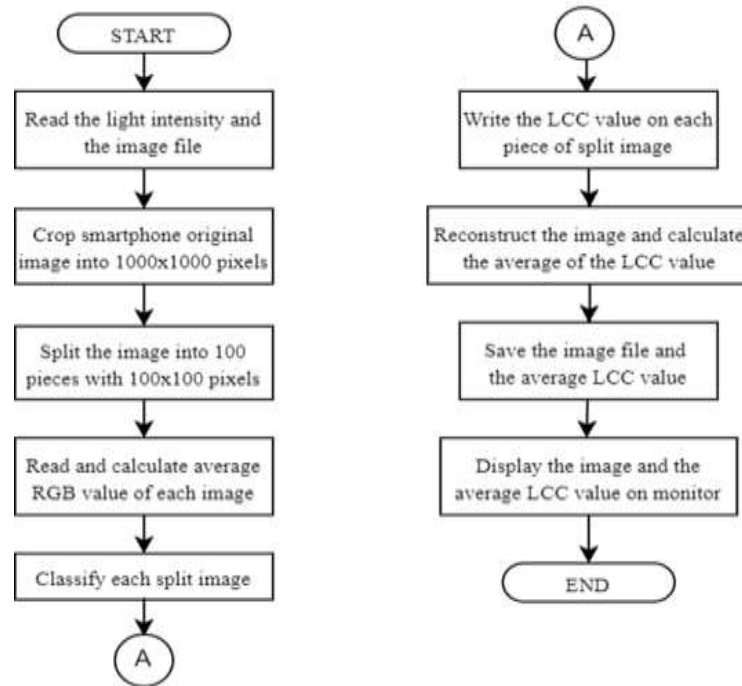 START
Read the light intensity and
the image file
Crop smartphone original
image into 1000x1000 pixels
Split the image into 100
pieces with 100x100 pixels
Read and calculate average
RGB value of each image
Classify each split image
A
A
Write the LCC value on each
piece of split image
Reconstruct the image and calculate
the average of the LCC value
Save the image file and
the average LCC value
Display the image and the
average LCC value on monitor
END